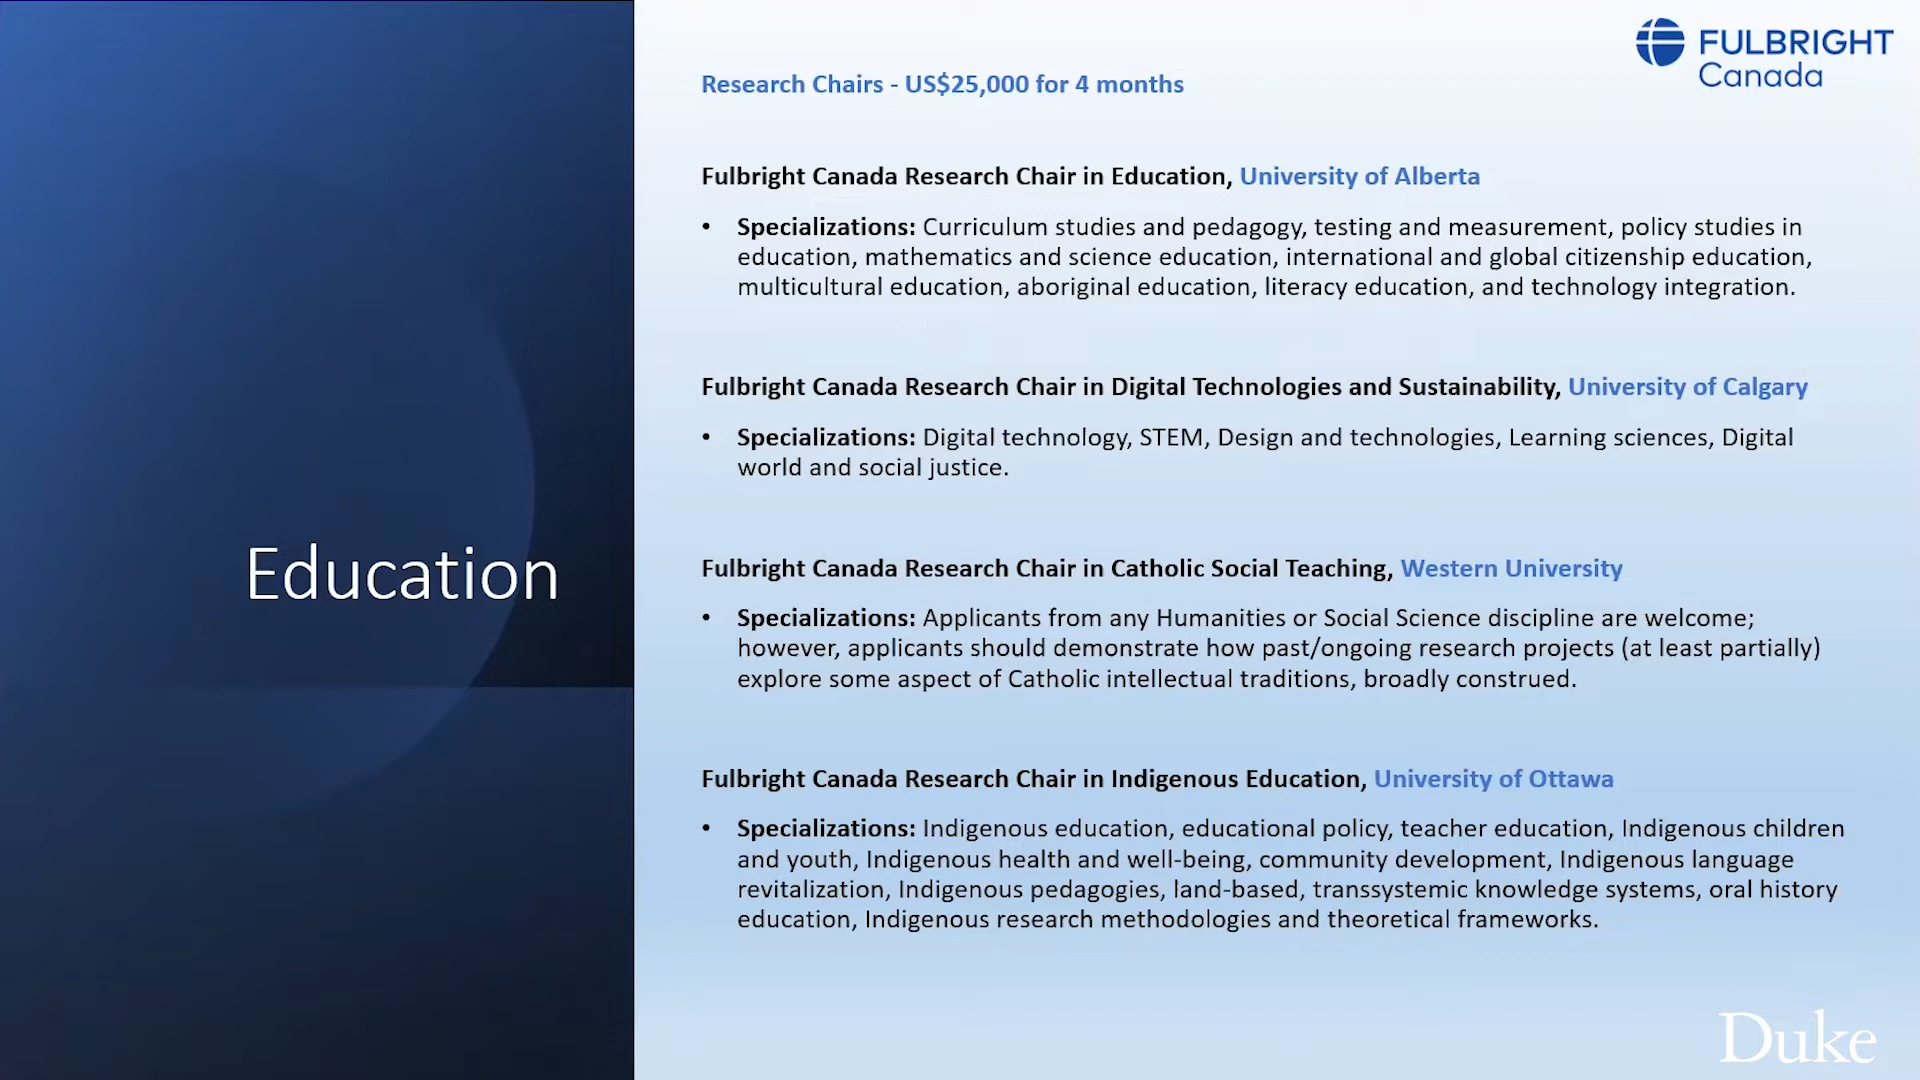 FULBRIGHT
Canada
Research Chairs - US$25,000 for 4 months
Fulbright Canada Research Chair in Education, University of Alberta
• Specializations: Curriculum studies and pedagogy, testing and measurement, policy studies in
education, mathematics and science education, international and global citizenship education,
multicultural education, aboriginal education, literacy education, and technology integration.
Fulbright Canada Research Chair in Digital Technologies and Sustainability, University of Calgary
• Specializations: Digital technology, STEM, Design and technologies, Learning sciences, Digital
world and social justice.
Education
Fulbright Canada Research Chair in Catholic Social Teaching, Western University
• Specializations: Applicants from any Humanities or Social Science discipline are welcome;
however, applicants should demonstrate how past/ongoing research projects (at least partially)
explore some aspect of Catholic intellectual traditions, broadly construed.
Fulbright Canada Research Chair in Indigenous Education, University of Ottawa
• Specializations: Indigenous education, educational policy, teacher education, Indigenous children
and youth, Indigenous health and well-being, community development, Indigenous language
revitalization, Indigenous pedagogies, land-based, transsystemic knowledge systems, oral history
education, Indigenous research methodologies and theoretical frameworks.
Duke